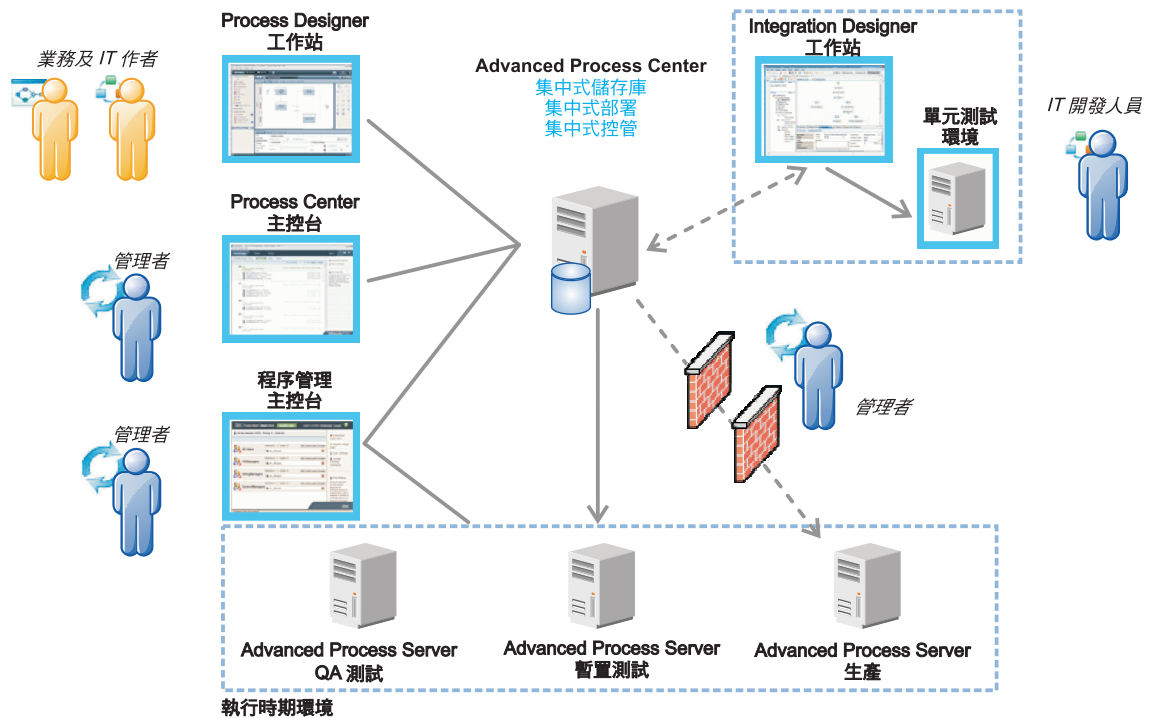 Process Designer
工作站
業務及 IT 作者
Advanced Process Center
集中式儲存庫
集中式部署
集中式控管
Integration Designer
工作站
單元測試
環境
IT 開發人員
Process Center
主控台
管理者
程序管理
主控台
管理者
管理者
Advanced Process Server
QA 測試
Advanced Process Server
暫置測試
Advanced Process Server
生產
執行時期環境